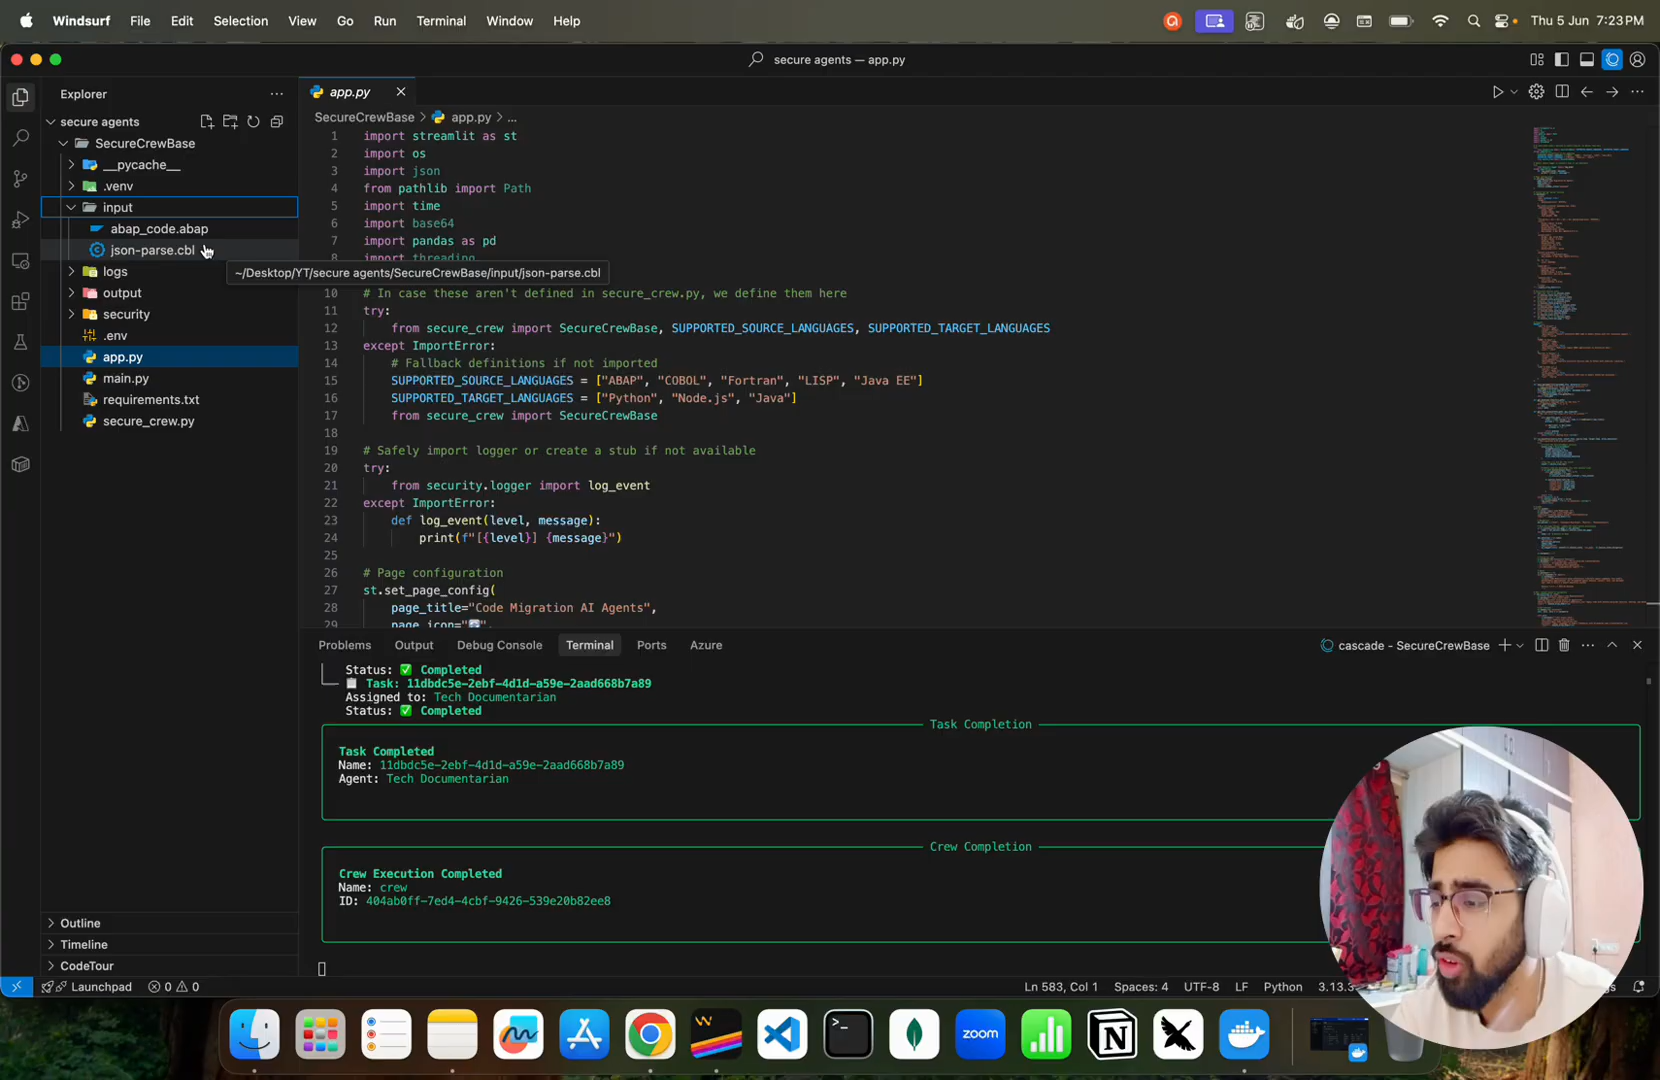 Windsurf File Edit Selection View Go Run Terminal Window Help
Thu 5 Jun 7:23 PM
secure agents — app.py
Explorer
app.py
secure agents
SecureCrewBase > app.py > ...
SecureCrewBase
__pycache__
.venv
input
abap_code.abap
json-parse.cbl
logs
output
security
.env
app.py
main.py
requirements.txt
secure_crew.py
~/Desktop/YT/secure agents/SecureCrewBase/input/json-parse.cbl
1 import streamlit as st
2 import os
3 import json
4 from pathlib import Path
5 import time
6 import base64
7 import pandas as pd
8 import threading
10 # In case these aren't defined in secure_crew.py, we define them here
11 try:
12 from secure_crew import SecureCrewBase, SUPPORTED_SOURCE_LANGUAGES, SUPPORTED_TARGET_LANGUAGES
13 except ImportError:
14 # Fallback definitions if not imported
15 SUPPORTED_SOURCE_LANGUAGES = ["ABAP", "COBOL", "Fortran", "LISP", "Java EE"]
16 SUPPORTED_TARGET_LANGUAGES = ["Python", "Node.js", "Java"]
17 from secure_crew import SecureCrewBase
18
19 # Safely import logger or create a stub if not available
20 try:
21 from security.logger import log_event
22 except ImportError:
23 def log_event(level, message):
24 print(f"[{level}] {message}")
25
26 # Page configuration
27 st.set_page_config(
28 page_title="Code Migration AI Agents",
29 page_icon="
Problems Output Debug Console Terminal Ports Azure
cascade - SecureCrewBase
Status: ✅ Completed
📋 Task: 11dbdc5e-2ebf-4d1d-a59e-2aad668b7a89
Assigned to: Tech Documentarian
Status: ✅ Completed
Task Completion
Task Completed
Name: 11dbdc5e-2ebf-4d1d-a59e-2aad668b7a89
Agent: Tech Documentarian
Crew Completion
Crew Execution Completed
Name: crew
ID: 404ab0ff-7ed4-4cbf-9426-539e20b82ee8
Outline
Timeline
CodeTour
Launchpad 0 0
Ln 583, Col 1 Spaces: 4 UTF-8 LF Python
zoom